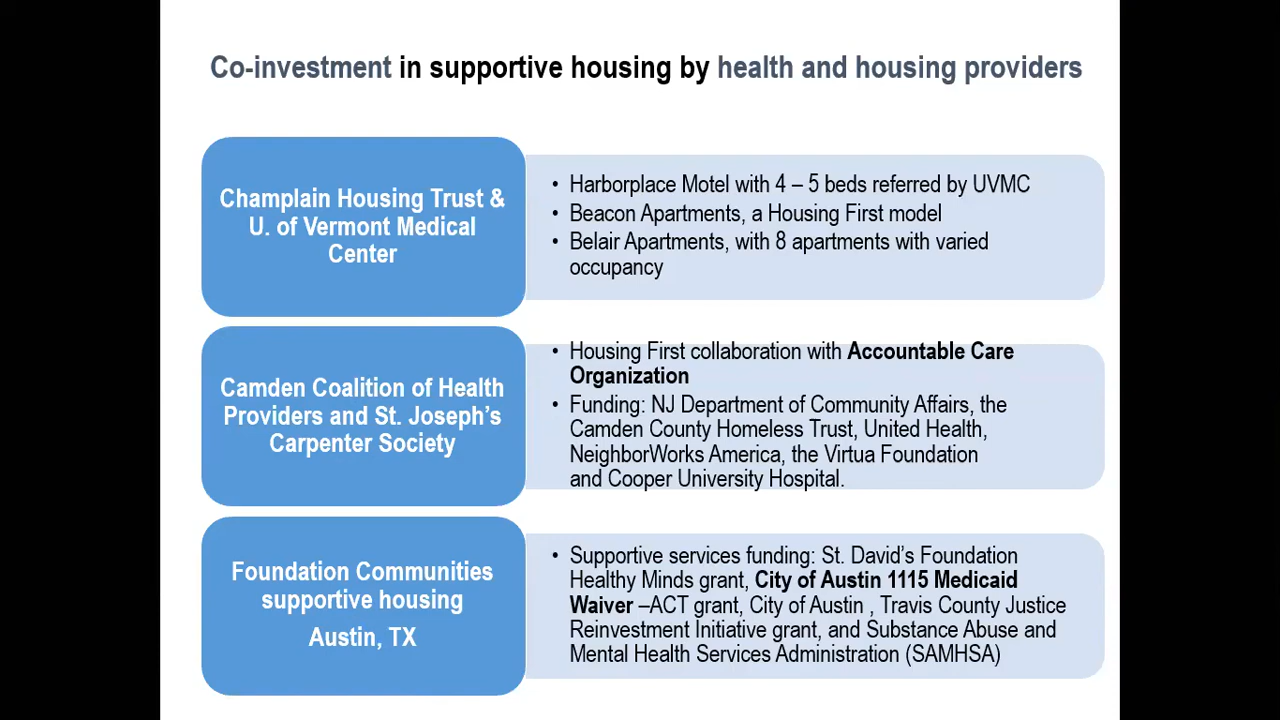 Co-investment in supportive housing by health and housing providers
Champlain Housing Trust &
U. of Vermont Medical
Center
• Harborplace Motel with 4 – 5 beds referred by UVMC
• Beacon Apartments, a Housing First model
• Belair Apartments, with 8 apartments with varied
occupancy
Camden Coalition of Health
Providers and St. Joseph’s
Carpenter Society
• Housing First collaboration with Accountable Care
Organization
• Funding: NJ Department of Community Affairs, the
Camden County Homeless Trust, United Health,
NeighborWorks America, the Virtua Foundation
and Cooper University Hospital.
Foundation Communities
supportive housing
Austin, TX
• Supportive services funding: St. David’s Foundation
Healthy Minds grant, City of Austin 1115 Medicaid
Waiver –ACT grant, City of Austin , Travis County Justice
Reinvestment Initiative grant, and Substance Abuse and
Mental Health Services Administration (SAMHSA)